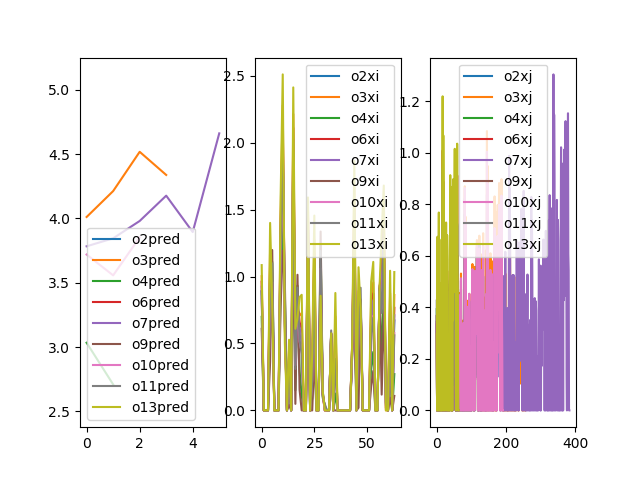 5.0
4.5
4.0
3.5
3.0
2.5
0
2
4
o2pred
o3pred
o4pred
o6pred
o7pred
o9pred
o10pred
o11pred
o13pred
2.5
2.0
1.5
1.0
0.5
0.0
0
25
50
o2xi
o3xi
o4xi
o6xi
o7xi
o9xi
o10xi
o11xi
o13xi
1.2
1.0
0.8
0.6
0.4
0.2
0.0
0
200
400
o2xj
o3xj
o4xj
o6xj
o7xj
o9xj
o10xj
o11xj
o13xj